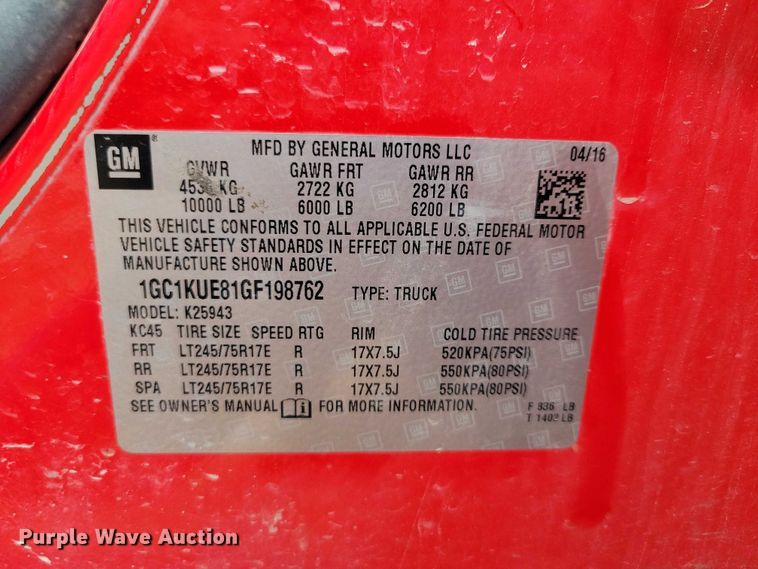 GM
MFD BY GENERAL MOTORS LLC 04/16
GVWR GAWR FRT GAWR RR
KG 2722 KG 2812 KG
10000 LB 6000 LB 6200 LB
THIS VEHICLE CONFORMS TO ALL APPLICABLE U.S. FEDERAL MOTOR
VEHICLE SAFETY STANDARDS IN EFFECT ON THE DATE OF
MANUFACTURE SHOWN ABOVE.
1GC1KUE81GF198762 TYPE: TRUCK
MODEL: K25943
KC45 TIRE SIZE SPEED RTG RIM COLD TIRE PRESSURE
FRT LT245/75R17E R 17X7.5J 520KPA(75PSI)
RR LT245/75R17E R 17X7.5J 550KPA(80PSI)
SPA LT245/75R17E R 17X7.5J 550KPA(80PSI)
SEE OWNER'S MANUAL FOR MORE INFORMATION.
F LB
T LB
Purple Wave Auction